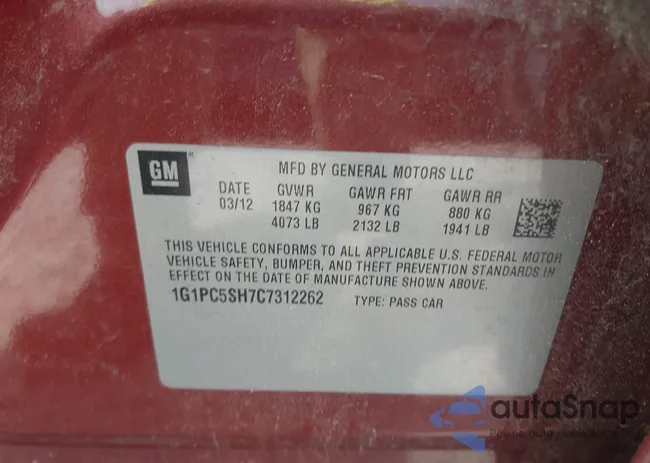 GM
MFD BY GENERAL MOTORS LLC
DATE GVWR GAWR FRT GAWR RR
03/12 1847 KG 967 KG 880 KG
4073 LB 2132 LB 1941 LB
THIS VEHICLE CONFORMS TO ALL APPLICABLE U.S. FEDERAL MOTOR
VEHICLE SAFETY, BUMPER, AND THEFT PREVENTION STANDARDS IN
EFFECT ON THE DATE OF MANUFACTURE SHOWN ABOVE.
1G1PC5SH7C7312262 TYPE: PASS CAR
autaSnap